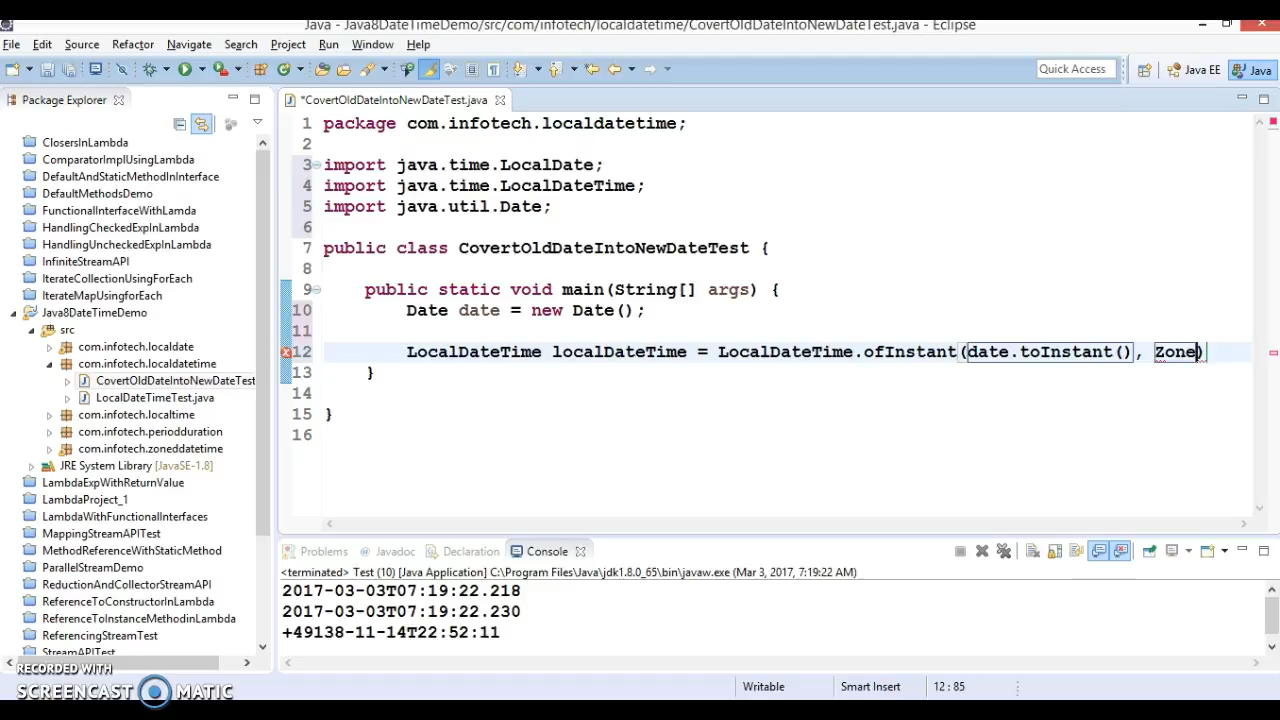 Java - Java8DateTimeDemo/src/com/infotech/localdatetime/CovertOldDateIntoNewDateTest.java - Eclipse
File Edit Source Refactor Navigate Search Project Run Window Help
Quick Access
Java EE
Java
Package Explorer
ClosersInLambda
ComparatorImplUsingLambda
DefaultAndStaticMethodInInterface
DefaultMethodsDemo
FunctionalInterfaceWithLamda
HandlingCheckedExpInLambda
HandlingUncheckedExpInLambda
InfiniteStreamAPI
IterateCollectionUsingForEach
IterateMapUsingforEach
Java8DateTimeDemo
src
com.infotech.localdate
com.infotech.localdatetime
CovertOldDateIntoNewDateTest
LocalDateTimeTest.java
com.infotech.localtime
com.infotech.periodduration
com.infotech.zoneddatetime
JRE System Library [JavaSE-1.8]
LambdaExpWithReturnValue
LambdaProject_1
LambdaWithFunctionalInterfaces
MappingStreamAPITest
MethodReferenceWithStaticMethod
ParallelStreamDemo
ReductionAndCollectorStreamAPI
ReferenceToConstructorInLambda
ReferenceToInstanceMethodinLambda
ReferencingStreamTest
StreamAPITest
*CovertOldDateIntoNewDateTest.java
1 package com.infotech.localdatetime;
2
3 import java.time.LocalDate;
4 import java.time.LocalDateTime;
5 import java.util.Date;
6
7 public class CovertOldDateIntoNewDateTest {
8
9 public static void main(String[] args) {
10 Date date = new Date();
11
12 LocalDateTime localDateTime = LocalDateTime.ofInstant(date.toInstant(), Zone)
13 }
14
15 }
16
Problems Javadoc Declaration Console
<terminated> Test (10) [Java Application] C:\Program Files\Java\jdk1.8.0_65\bin\javaw.exe (Mar 3, 2017, 7:19:22 AM)
2017-03-03T07:19:22.218
2017-03-03T07:19:22.230
+49138-11-14T22:52:11
RECORDED WITH
SCREENCAST MATIC
Writable
Smart Insert
12 : 85